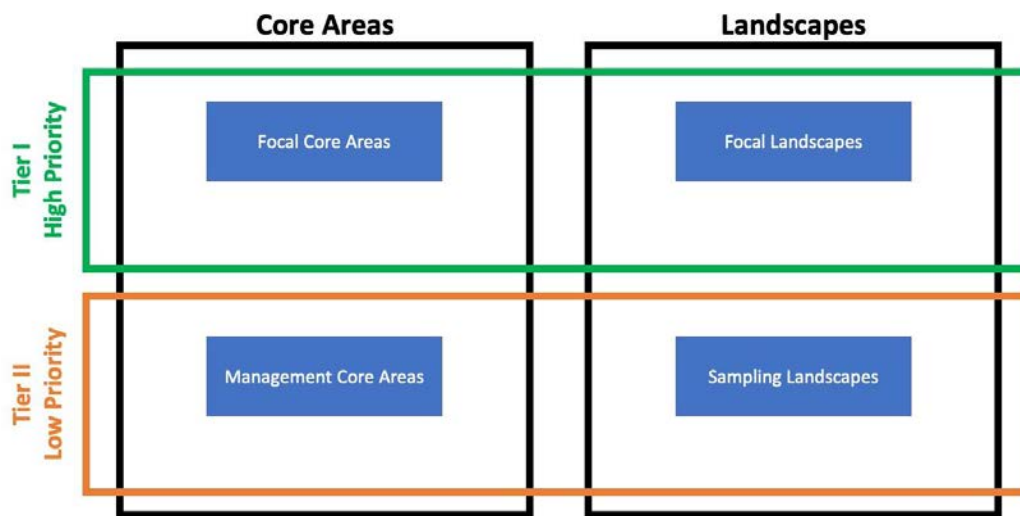 Core Areas
Landscapes
Tier I
High Priority
Focal Core Areas
Focal Landscapes
Tier II
Low Priority
Management Core Areas
Sampling Landscapes